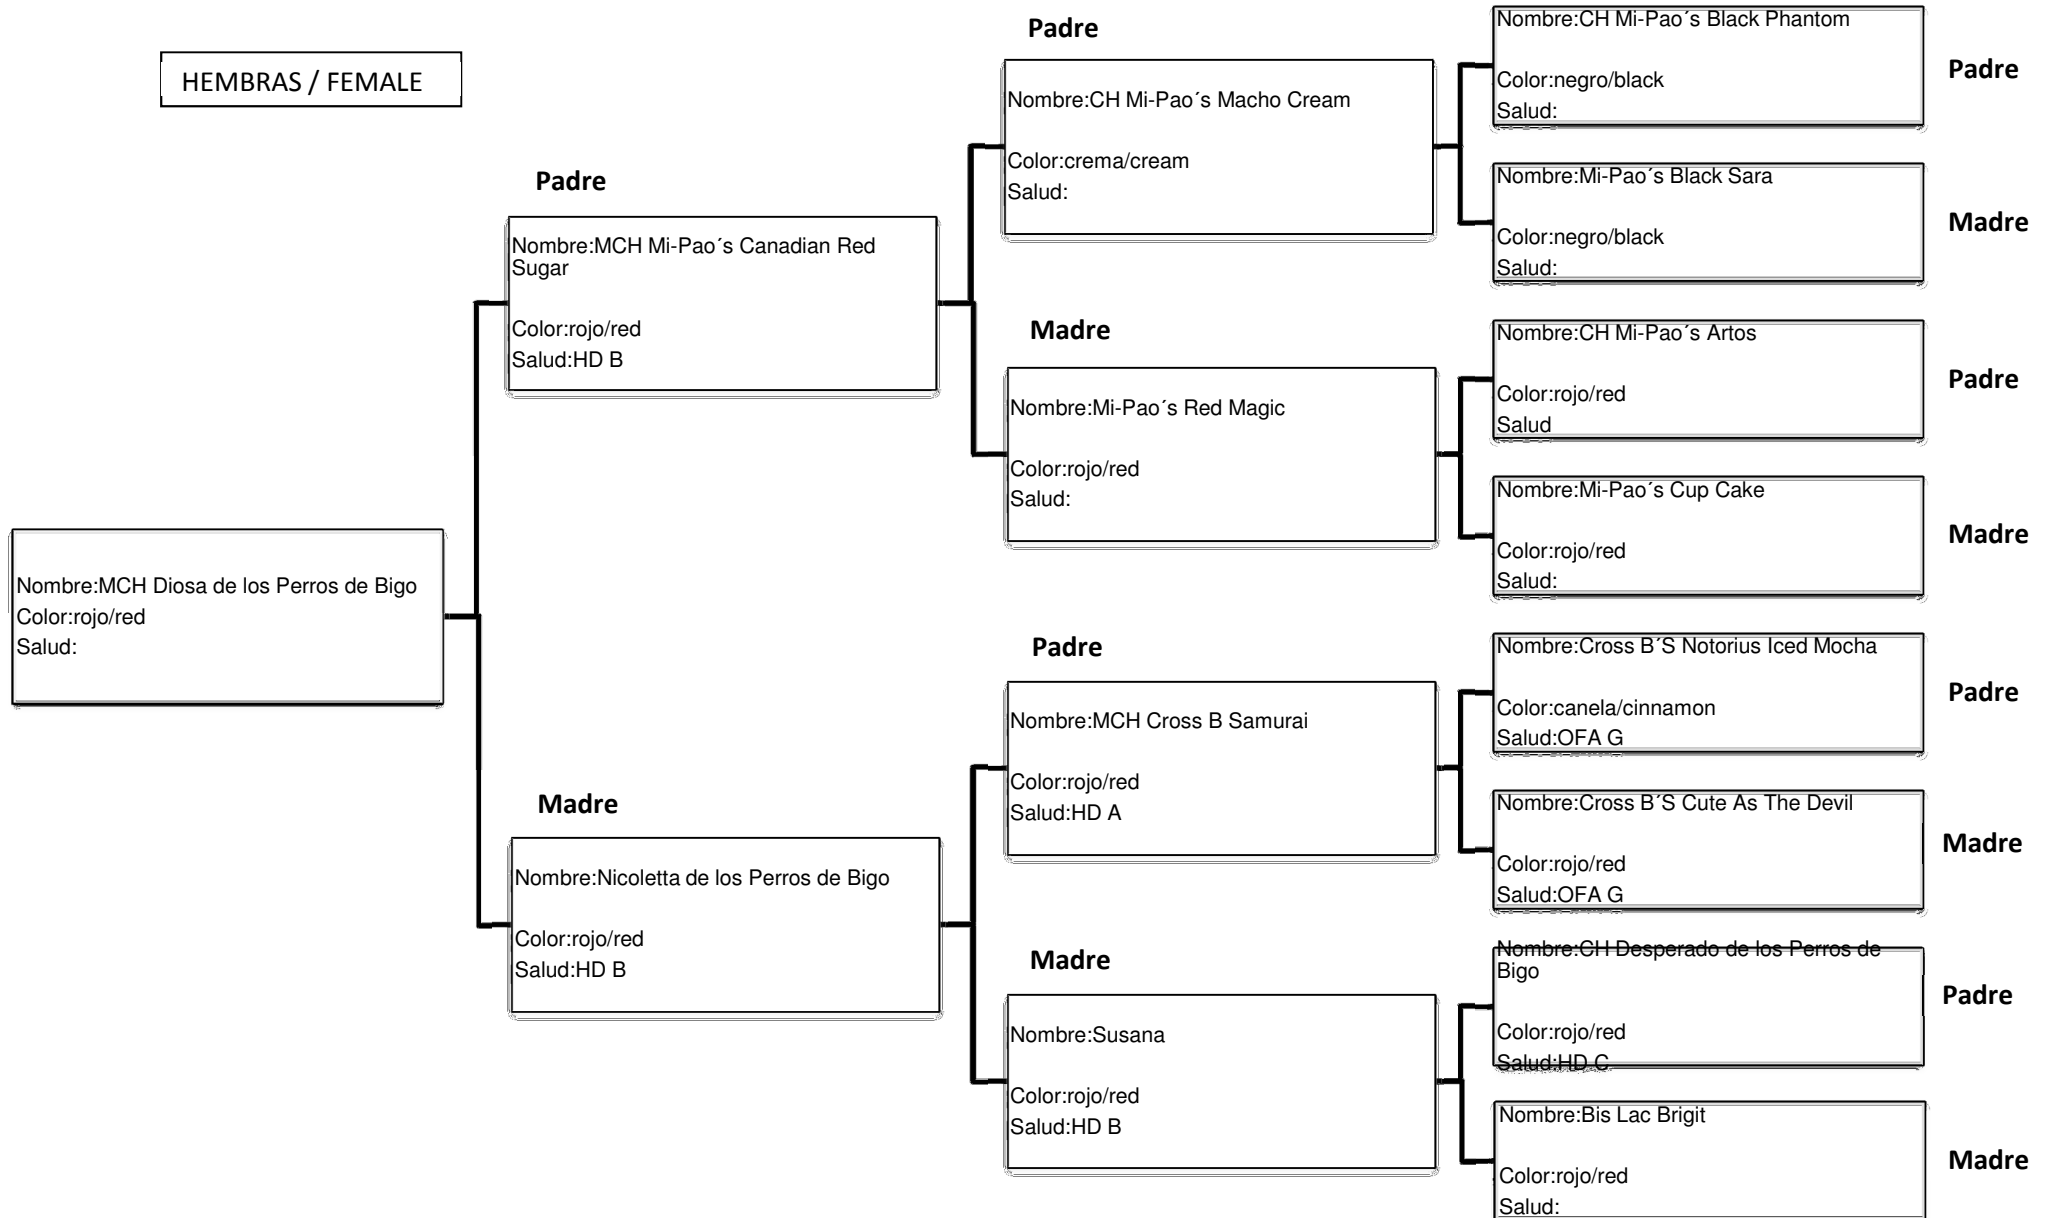 HEMBRAS / FEMALE
Nombre:MCH Diosa de los Perros de Bigo
Color:rojo/red
Salud:
Padre
Nombre:MCH Mi-Pao´s Canadian Red
Sugar
Color:rojo/red
Salud:HD B
Madre
Nombre:Nicoletta de los Perros de Bigo
Color:rojo/red
Salud:HD B
Padre
Nombre:CH Mi-Pao´s Macho Cream
Color:crema/cream
Salud:
Madre
Nombre:Mi-Pao´s Red Magic
Color:rojo/red
Salud:
Padre
Nombre:MCH Cross B Samurai
Color:rojo/red
Salud:HD A
Madre
Nombre:Susana
Color:rojo/red
Salud:HD B
Nombre:CH Mi-Pao´s Black Phantom
Color:negro/black
Salud:
Padre
Nombre:Mi-Pao´s Black Sara
Color:negro/black
Salud:
Madre
Nombre:CH Mi-Pao´s Artos
Color:rojo/red
Salud
Padre
Nombre:Mi-Pao´s Cup Cake
Color:rojo/red
Salud:
Madre
Nombre:Cross B´S Notorius Iced Mocha
Color:canela/cinnamon
Salud:OFA G
Padre
Nombre:Cross B´S Cute As The Devil
Color:rojo/red
Salud:OFA G
Madre
Nombre:CH Desperado de los Perros de
Bigo
Color:rojo/red
Salud:HD C
Padre
Nombre:Bis Lac Brigit
Color:rojo/red
Salud:
Madre